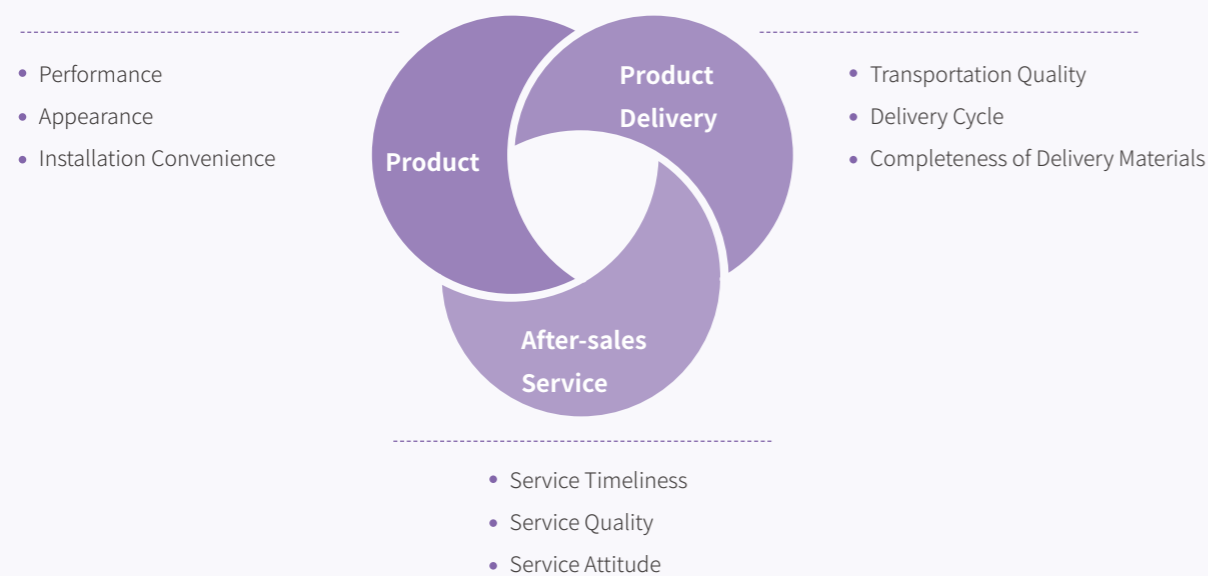 Performance
Appearance
Installation Convenience
Product
Product
Delivery
Transportation Quality
Delivery Cycle
Completeness of Delivery Materials
After-sales
Service
Service Timeliness
Service Quality
Service Attitude